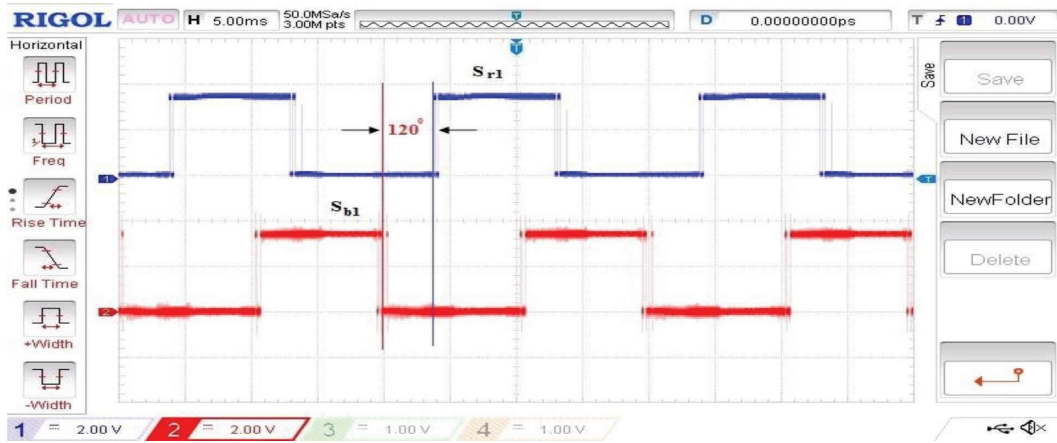 RIGOL AUTO H 5.00ms 50.0MSa/s 3.00M pts T D 0.00000000ps T 1 0.00V
Horizontal
Period
Freq
Rise Time
Fall Time
+Width
-Width
T
Sr1
120°
1
T
Sb1
2
Save
Save
New File
NewFolder
Delete
1 2.00 V 2 2.00 V 3 1.00 V 4 1.00 V